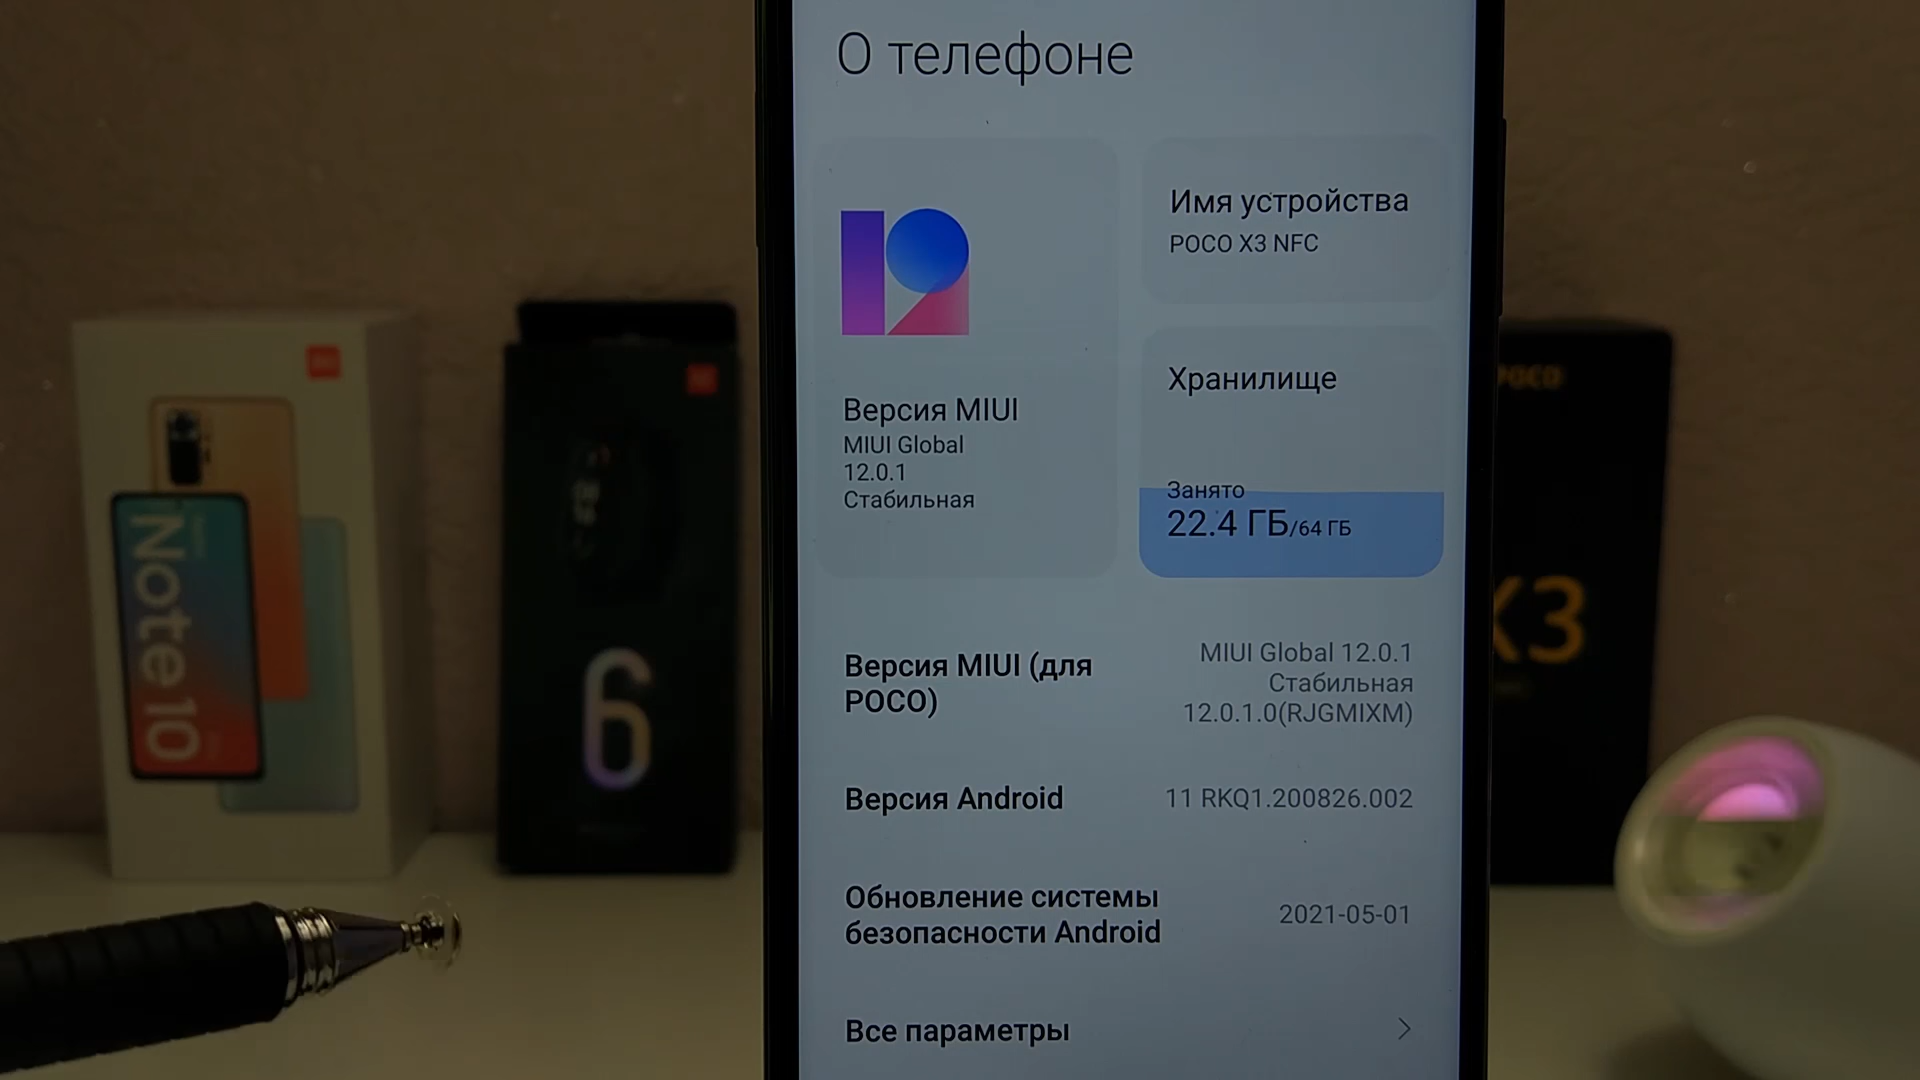 О телефоне
Имя устройства
POCO X3 NFC
Версия MIUI
MIUI Global
12.0.1
Стабильная
Хранилище
Занято
22.4 ГБ/64 ГБ
Версия MIUI (для
POCO)
MIUI Global 12.0.1
Стабильная
12.0.1.0(RJGMIXM)
Версия Android
11 RKQ1.200826.002
Обновление системы
безопасности Android
2021-05-01
Все параметры
Note 10
6
POCO
X3